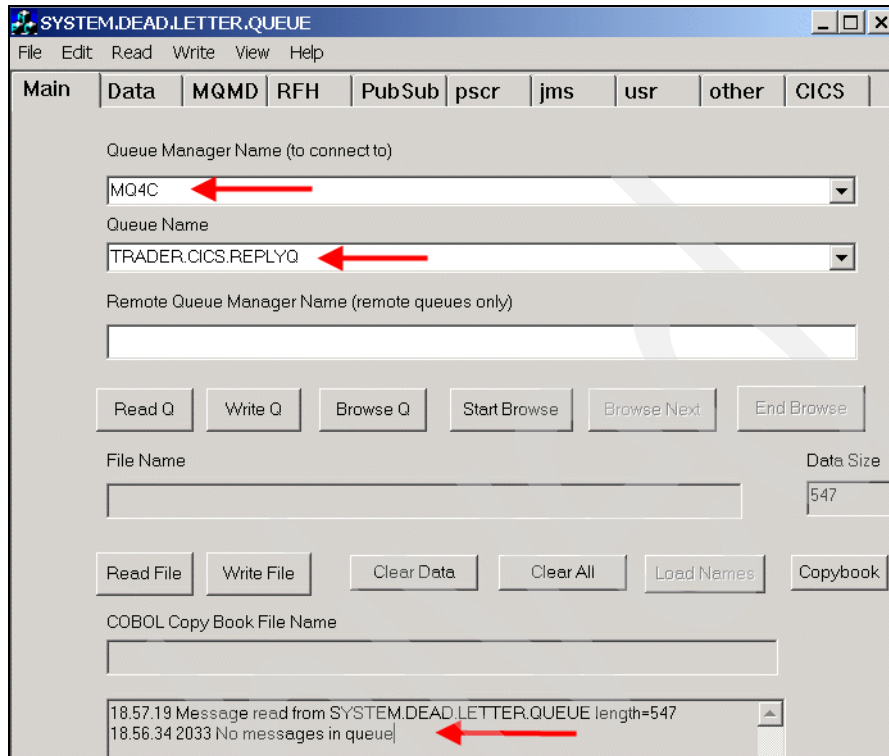 SYSTEM.DEAD.LETTER.QUEUE
File Edit Read Write View Help
Main Data MQMD RFH PubSub pscr jms usr other CICS
Queue Manager Name (to connect to)
MQ4C
Queue Name
TRADER.CICS.REPLYQ
Remote Queue Manager Name (remote queues only)
Read Q Write Q Browse Q Start Browse Browse Next End Browse
File Name Data Size
547
Read File Write File Clear Data Clear All Load Names Copybook
COBOL Copy Book File Name
18.57.19 Message read from SYSTEM.DEAD.LETTER.QUEUE length=547
18.56.34 2033 No messages in queue